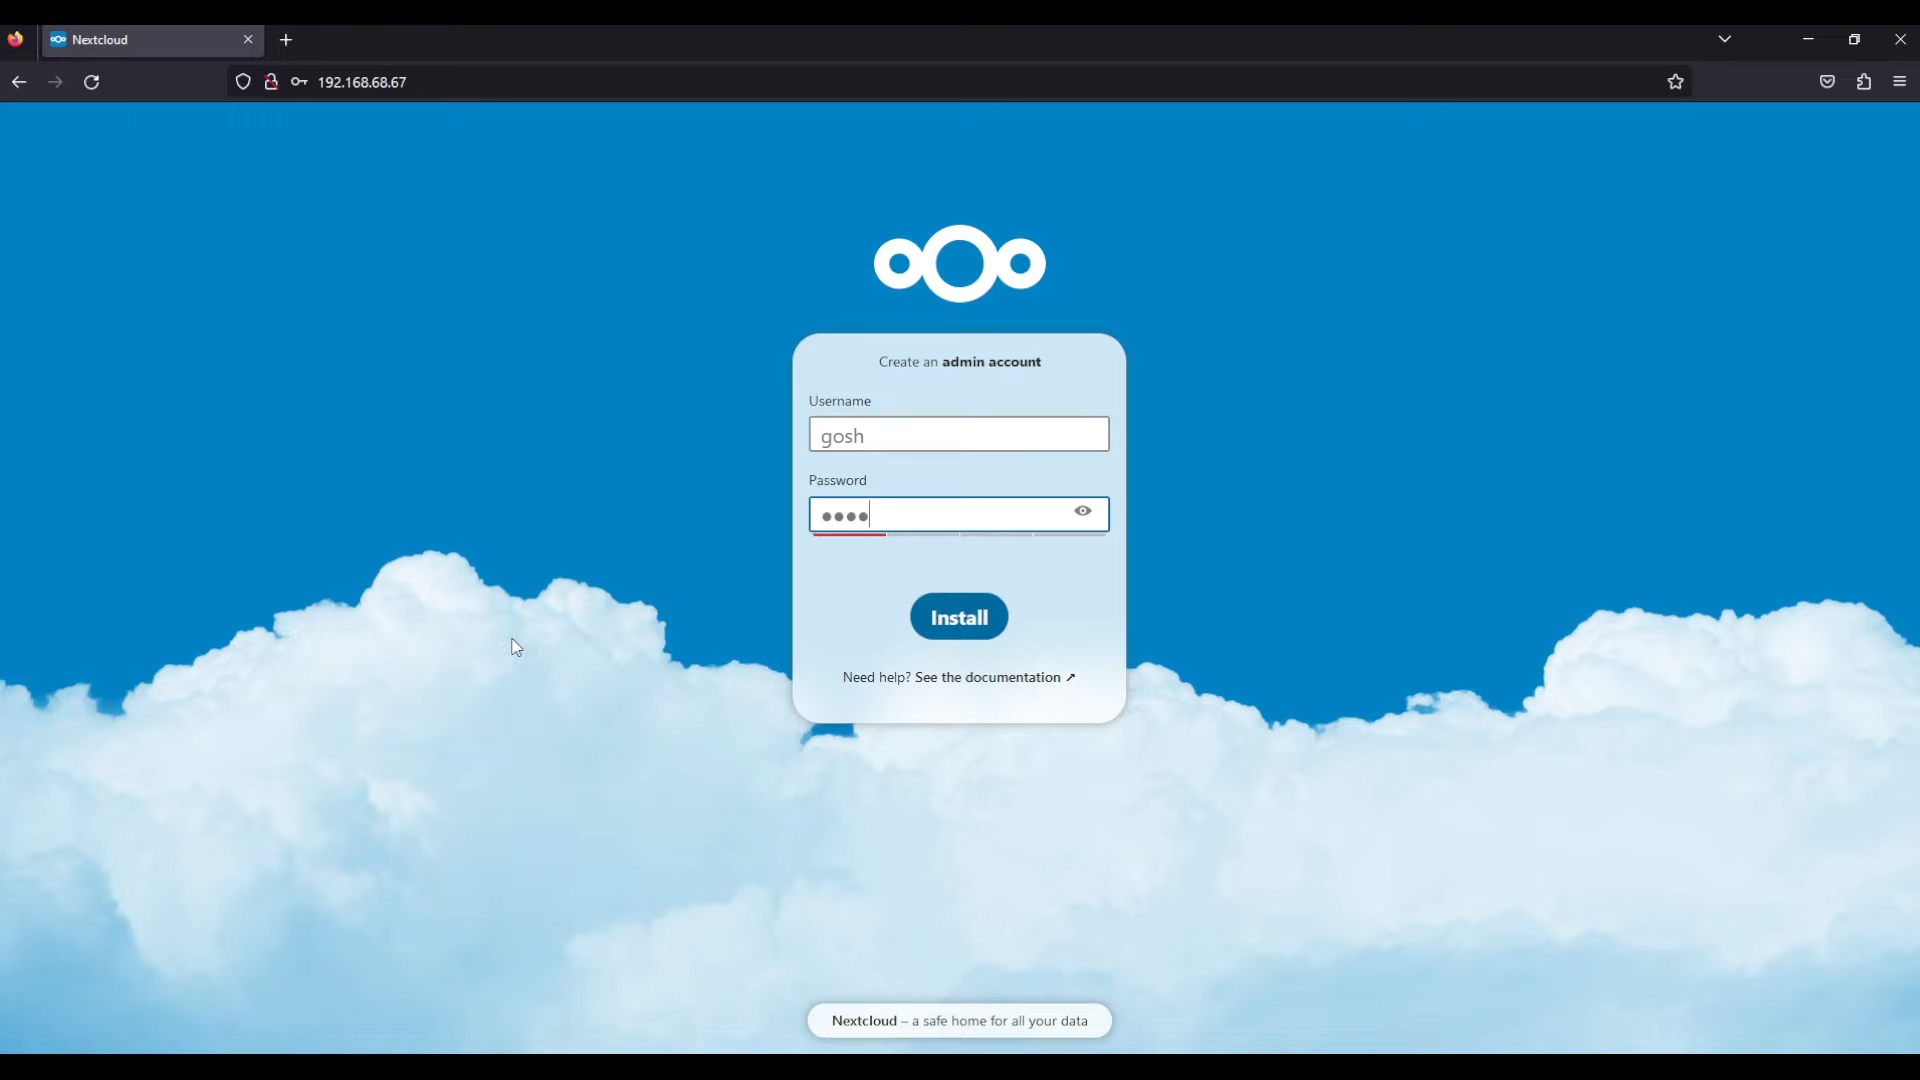 Nextcloud
192.168.68.67
Create an admin account
Username
gosh
Password
Install
Need help? See the documentation ↗
Nextcloud – a safe home for all your data